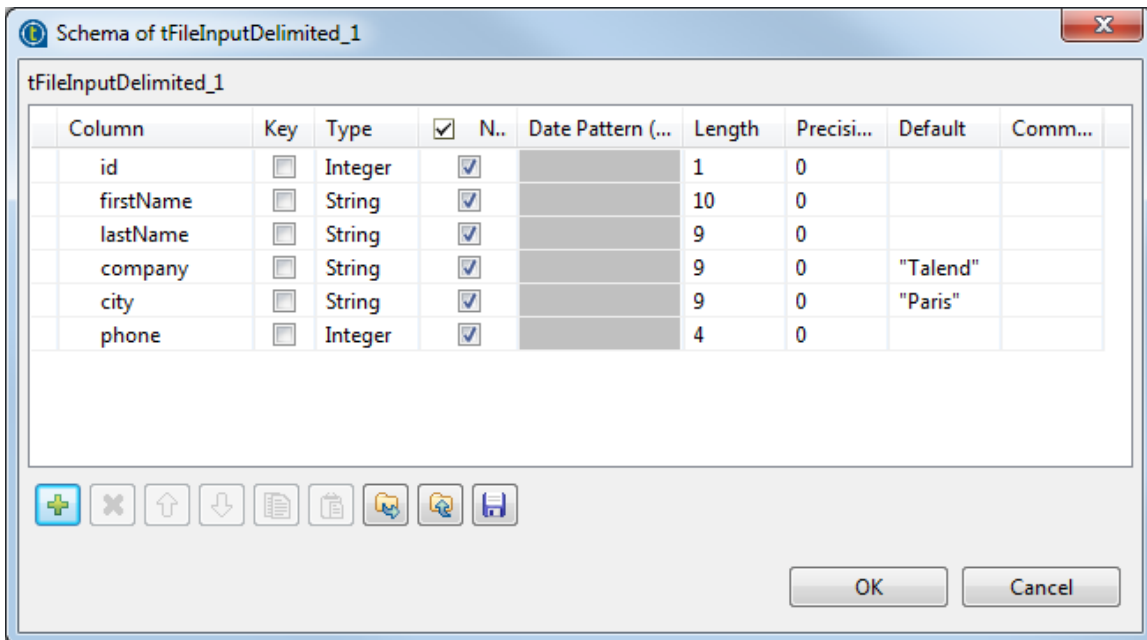 Schema of tFileInputDelimited_1
tFileInputDelimited_1
Column Key Type N.. Date Pattern (... Length Precisi... Default Comm...
id Integer 1 0
firstName String 10 0
lastName String 9 0
company String 9 0 "Talend"
city String 9 0 "Paris"
phone Integer 4 0
OK Cancel